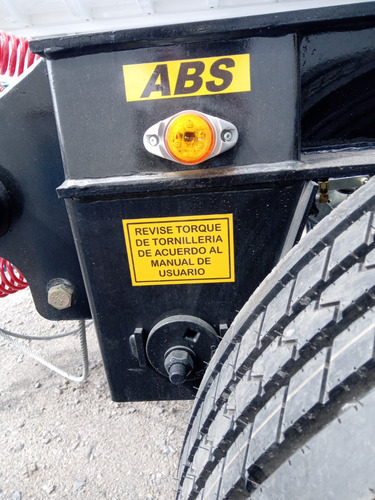 ABS
REVISE TORQUE
DE TORNILLERIA
DE ACUERDO AL
MANUAL DE
USUARIO